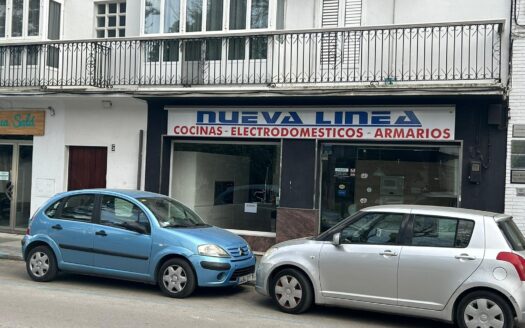 NUEVA LINEA
COCINAS - ELECTRODOMESTICOS - ARMARIOS